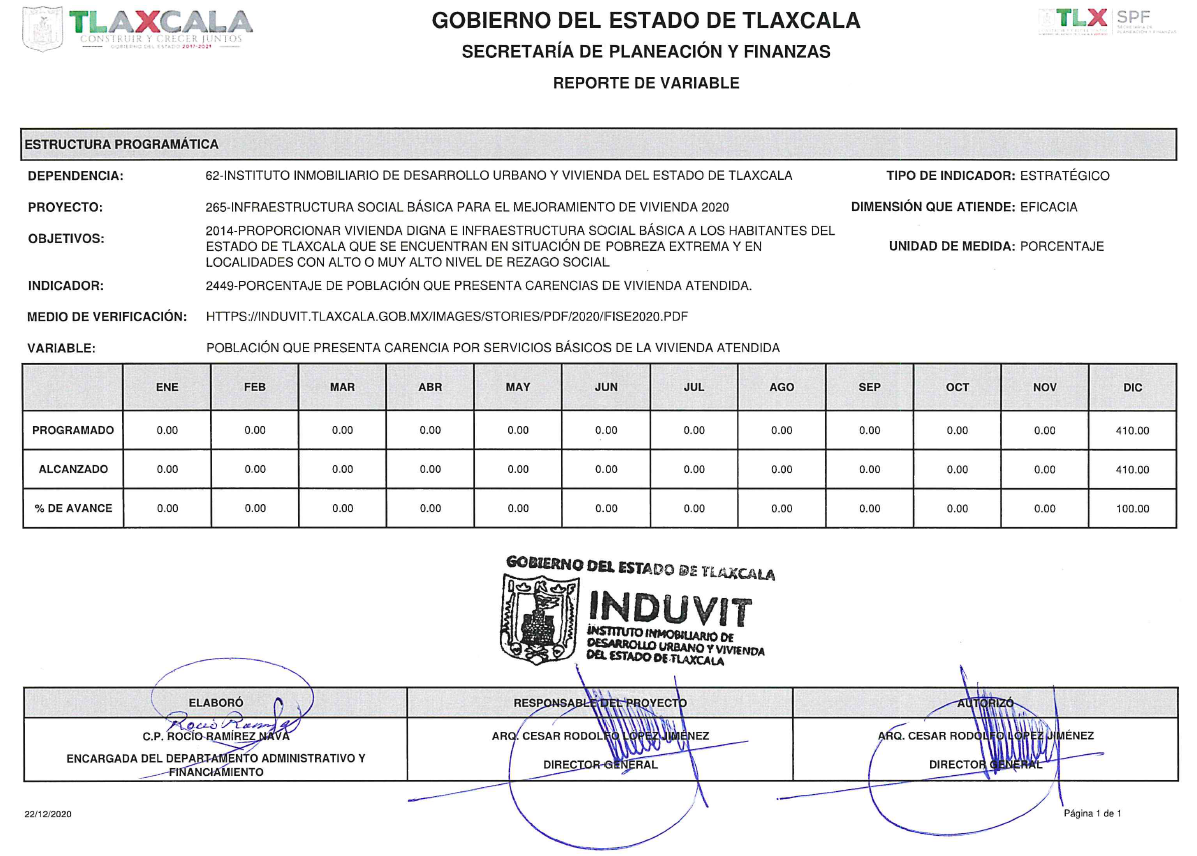 TLAXCALA
CONSTRUIR Y CRECER JUNTOS
GOBIERNO DEL ESTADO 2017-2021
GOBIERNO DEL ESTADO DE TLAXCALA
SECRETARÍA DE PLANEACIÓN Y FINANZAS
REPORTE DE VARIABLE
TLX SPF
ESTRUCTURA PROGRAMÁTICA
DEPENDENCIA: 62-INSTITUTO INMOBILIARIO DE DESARROLLO URBANO Y VIVIENDA DEL ESTADO DE TLAXCALA TIPO DE INDICADOR: ESTRATÉGICO
PROYECTO: 265-INFRAESTRUCTURA SOCIAL BÁSICA PARA EL MEJORAMIENTO DE VIVIENDA 2020 DIMENSIÓN QUE ATIENDE: EFICACIA
OBJETIVOS: 2014-PROPORCIONAR VIVIENDA DIGNA E INFRAESTRUCTURA SOCIAL BÁSICA A LOS HABITANTES DEL
ESTADO DE TLAXCALA QUE SE ENCUENTRAN EN SITUACIÓN DE POBREZA EXTREMA Y EN UNIDAD DE MEDIDA: PORCENTAJE
LOCALIDADES CON ALTO O MUY ALTO NIVEL DE REZAGO SOCIAL
INDICADOR: 2449-PORCENTAJE DE POBLACIÓN QUE PRESENTA CARENCIAS DE VIVIENDA ATENDIDA.
MEDIO DE VERIFICACIÓN: HTTPS://INDUVIT.TLAXCALA.GOB.MX/IMAGES/STORIES/PDF/2020/FISE2020.PDF
VARIABLE: POBLACIÓN QUE PRESENTA CARENCIA POR SERVICIOS BÁSICOS DE LA VIVIENDA ATENDIDA
ENE FEB MAR ABR MAY JUN JUL AGO SEP OCT NOV DIC
PROGRAMADO 0.00 0.00 0.00 0.00 0.00 0.00 0.00 0.00 0.00 0.00 0.00 410.00
ALCANZADO 0.00 0.00 0.00 0.00 0.00 0.00 0.00 0.00 0.00 0.00 0.00 410.00
% DE AVANCE 0.00 0.00 0.00 0.00 0.00 0.00 0.00 0.00 0.00 0.00 0.00 100.00
GOBIERNO DEL ESTADO DE TLAXCALA
INDUVIT
INSTITUTO INMOBILIARIO DE
DESARROLLO URBANO Y VIVIENDA
DEL ESTADO DE TLAXCALA
ELABORÓ RESPONSABLE DEL PROYECTO AUTORIZÓ
C.P. ROCÍO RAMÍREZ NAVA ARQ. CESAR RODOLFO LOPEZ JIMÉNEZ ARQ. CESAR RODOLFO LOPEZ JIMÉNEZ
ENCARGADA DEL DEPARTAMENTO ADMINISTRATIVO Y DIRECTOR GENERAL DIRECTOR GENERAL
FINANCIAMIENTO
22/12/2020 Página 1 de 1